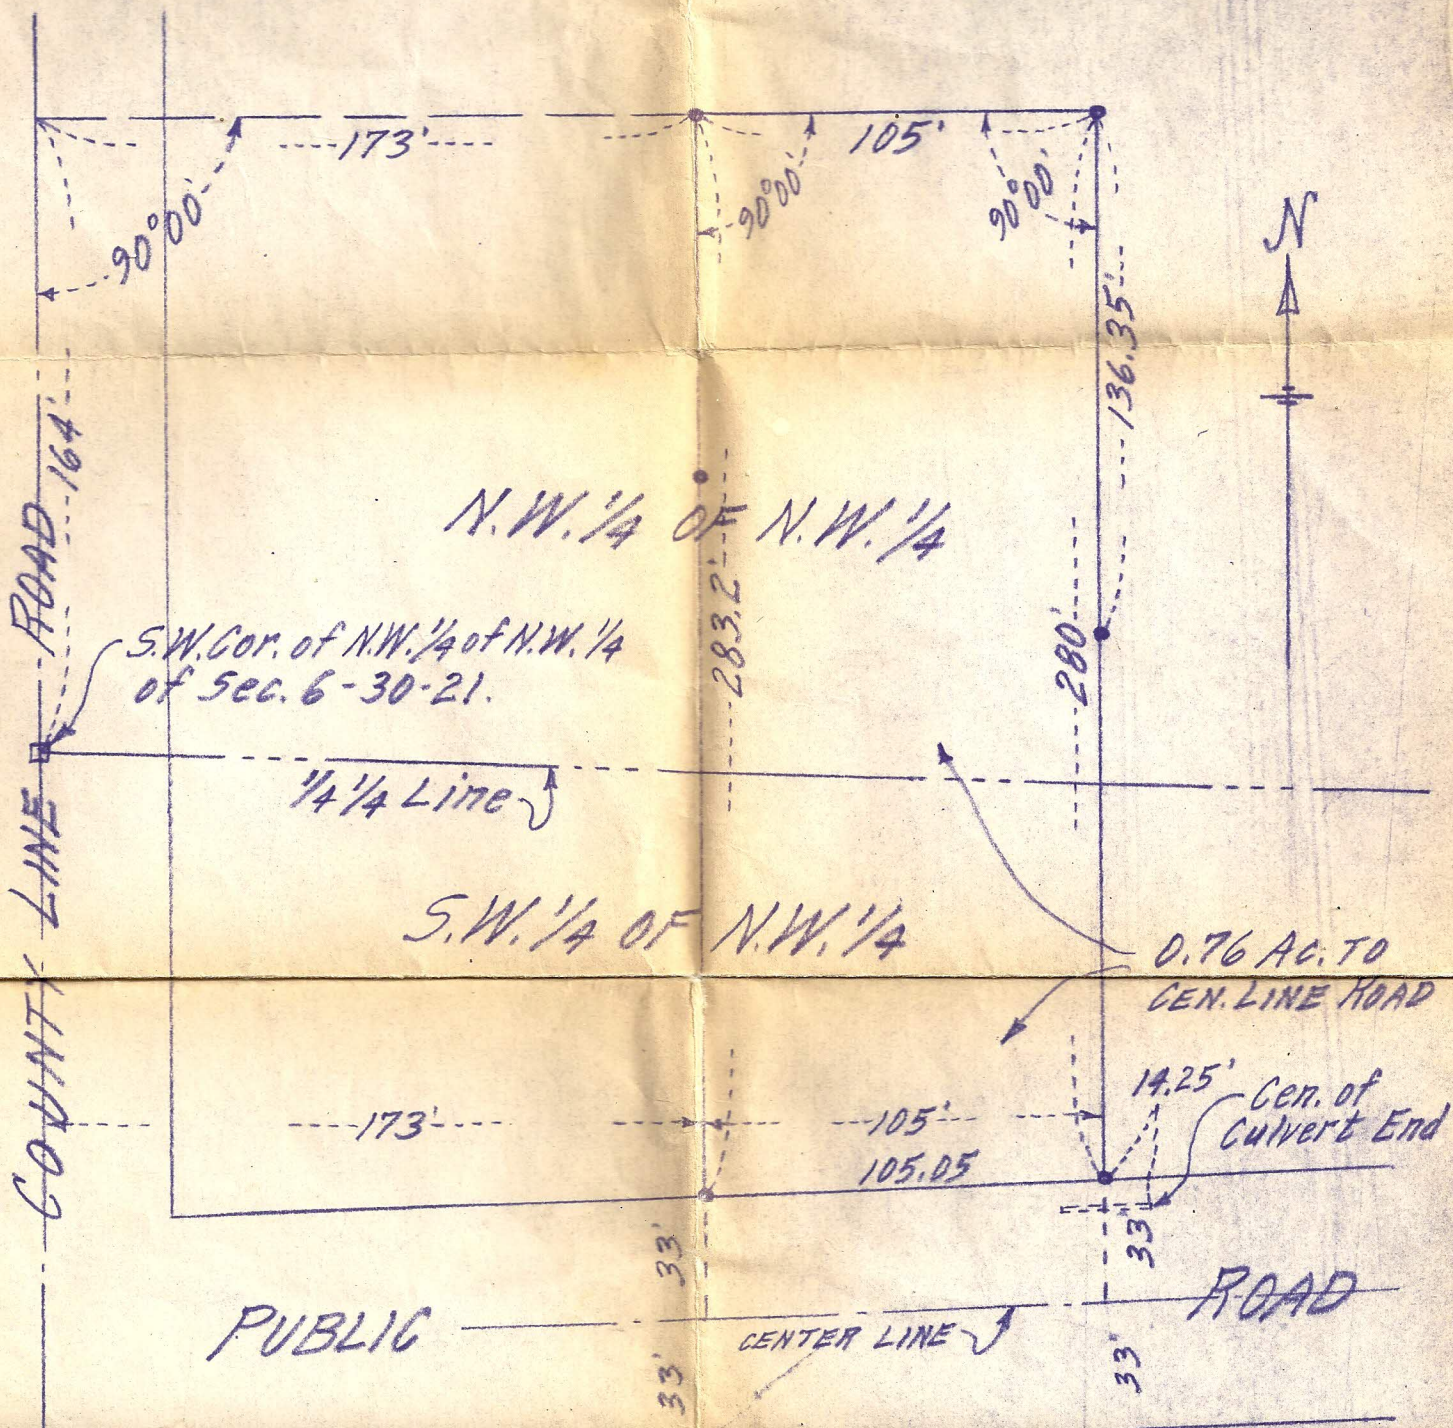 173'
105'
90°00'
90°00'
90°00'
N
136.35'
164'
N.W. 1/4 OF N.W. 1/4
283.2'
280'
S.W. Cor. of N.W. 1/4 of N.W. 1/4
of Sec. 6-30-21.
1/4 1/4 Line
COUNTY LINE ROAD
S.W. 1/4 OF N.W. 1/4
0.76 AC. TO
CEN. LINE ROAD
173'
105'
105.05
14.25'
Cen. of
Culvert End
33'
33'
PUBLIC ROAD
CENTER LINE
33'
33'